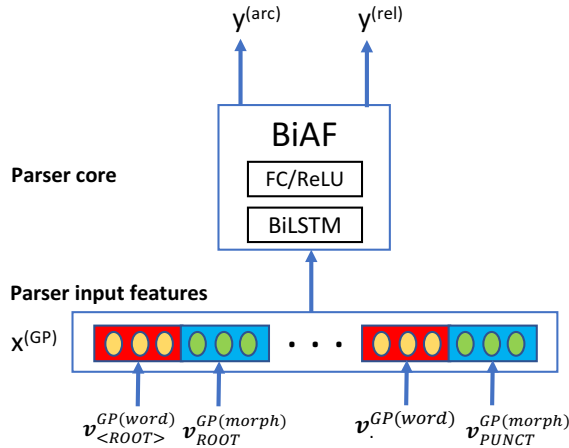 y(arc) y(rel)
BiAF
Parser core
FC/ReLU
BiLSTM
Parser input features
x(GP)
. . .
v<ROOT>GP(word) vROOTGP(morph) v.GP(word) vPUNCTGP(morph)